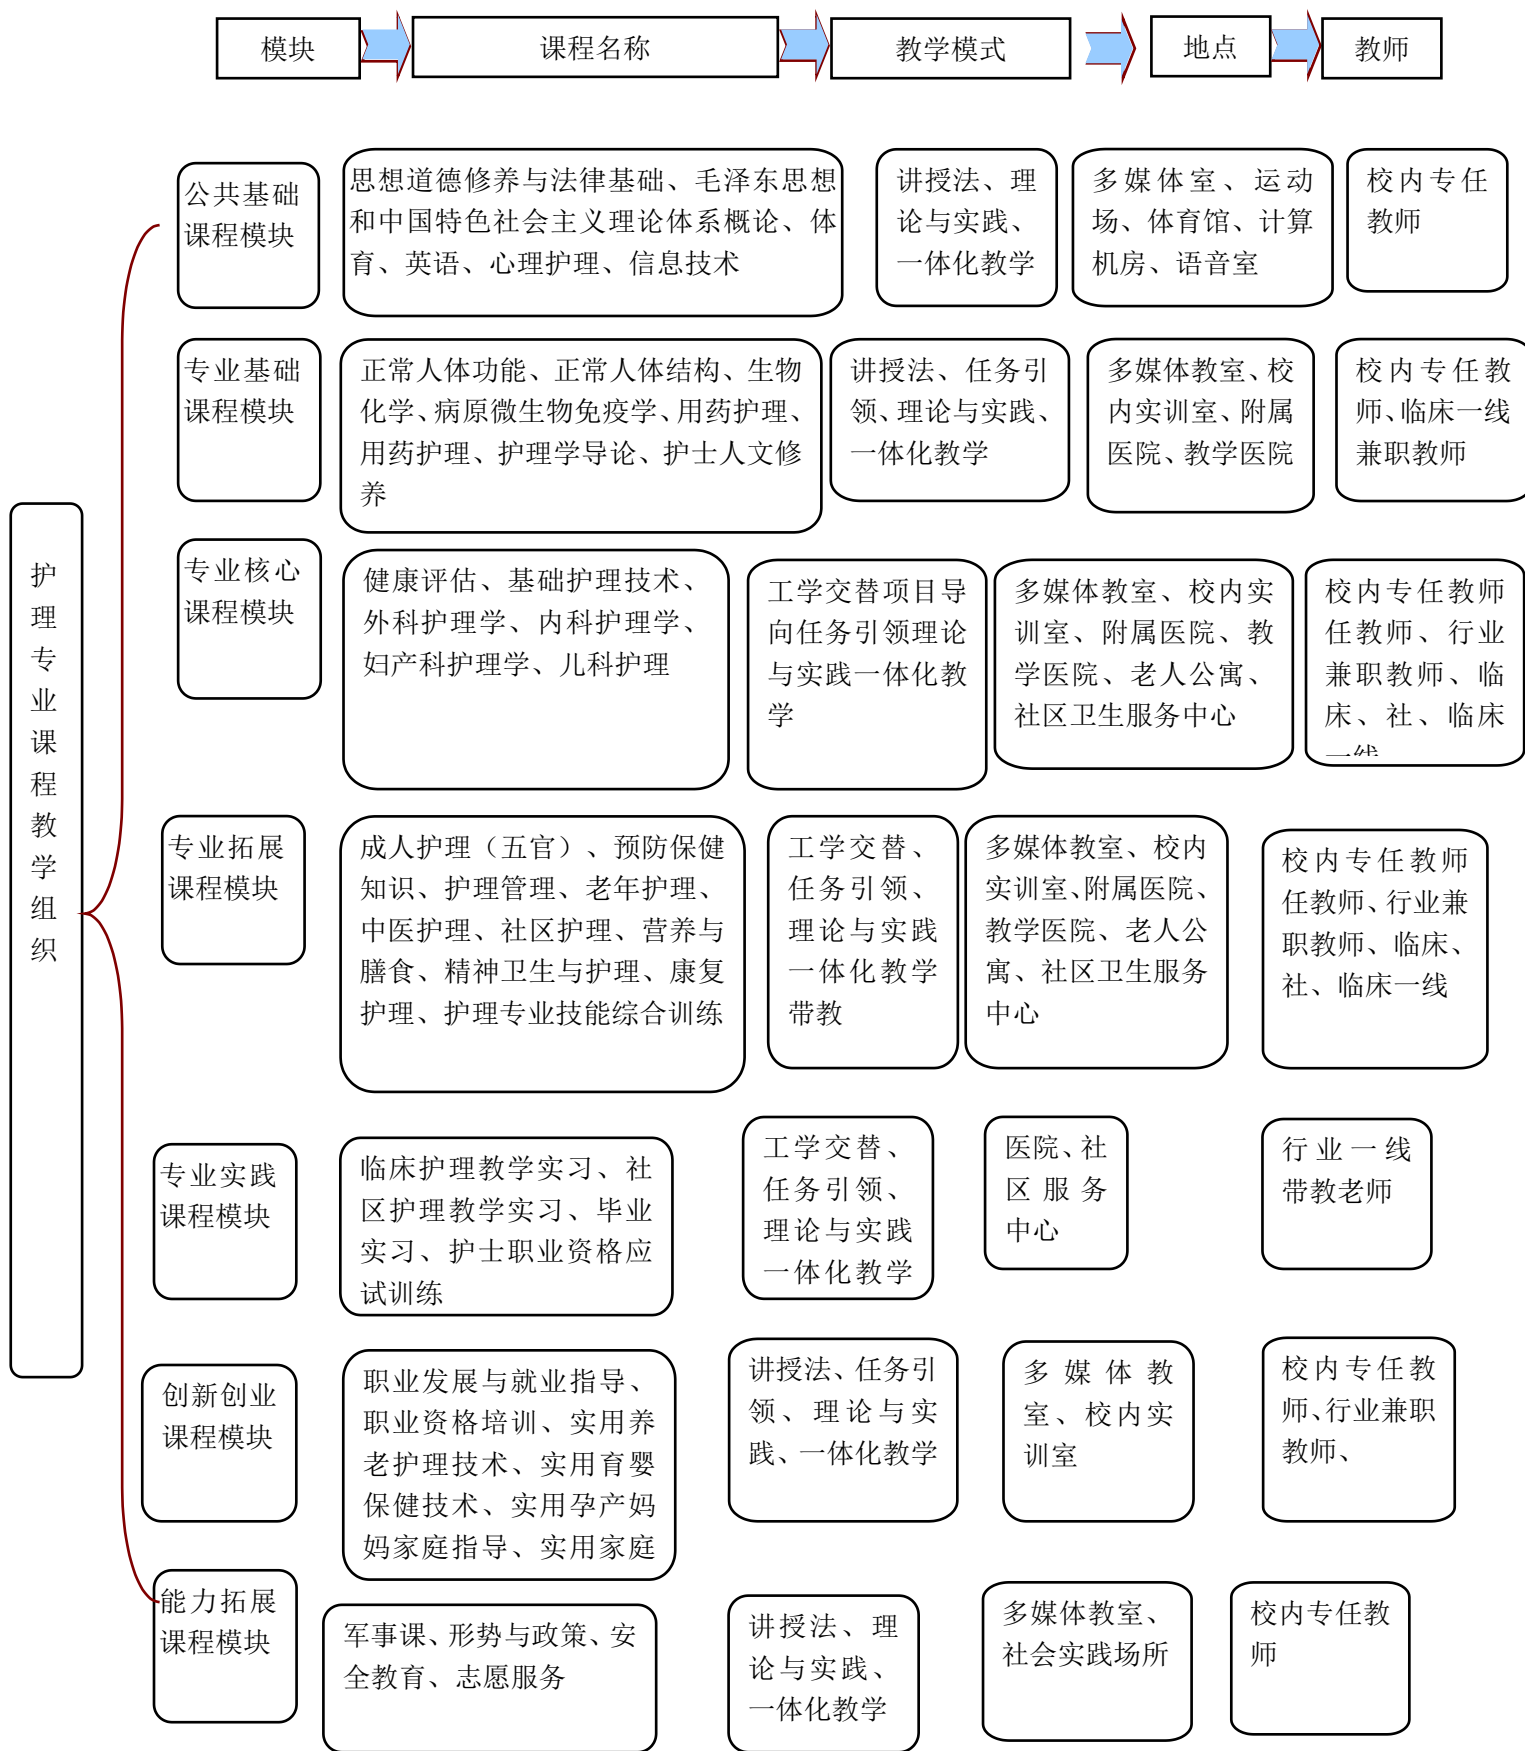 模块
课程名称
教学模式
地点
教师
护理专业课程教学组织
公共基础
课程模块
思想道德修养与法律基础、毛泽东思想
和中国特色社会主义理论体系概论、体
育、英语、心理护理、信息技术
讲授法、理
论与实践、
一体化教学
多媒体室、运动
场、体育馆、计算
机房、语音室
校内专任
教师
专业基础
课程模块
正常人体功能、正常人体结构、生物
化学、病原微生物免疫学、用药护理、
用药护理、护理学导论、护士人文修
养
讲授法、任务引
领、理论与实践、
一体化教学
多媒体教室、校
内实训室、附属
医院、教学医院
校内专任教
师、临床一线
兼职教师
专业核心
课程模块
健康评估、基础护理技术、
外科护理学、内科护理学、
妇产科护理学、儿科护理
工学交替项目导
向任务引领理论
与实践一体化教
学
多媒体教室、校内实
训室、附属医院、教
学医院、老人公寓、
社区卫生服务中心
校内专任教师
任教师、行业
兼职教师、临
床、社、临床
一线
专业拓展
课程模块
成人护理（五官）、预防保健
知识、护理管理、老年护理、
中医护理、社区护理、营养与
膳食、精神卫生与护理、康复
护理、护理专业技能综合训练
工学交替、
任务引领、
理论与实践
一体化教学
带教
多媒体教室、校内
实训室、附属医院、
教学医院、老人公
寓、社区卫生服务
中心
校内专任教师
任教师、行业兼
职教师、临床、
社、临床一线
专业实践
课程模块
临床护理教学实习、社
区护理教学实习、毕业
实习、护士职业资格应
试训练
工学交替、
任务引领、
理论与实践
一体化教学
医院、社
区服务
中心
行业一线
带教老师
创新创业
课程模块
职业发展与就业指导、
职业资格培训、实用养
老护理技术、实用育婴
保健技术、实用孕产妈
妈家庭指导、实用家庭
讲授法、任务引
领、理论与实
践、一体化教学
多媒体教
室、校内实
训室
校内专任教
师、行业兼职
教师、
能力拓展
课程模块
军事课、形势与政策、安
全教育、志愿服务
讲授法、理
论与实践、
一体化教学
多媒体教室、
社会实践场所
校内专任教
师